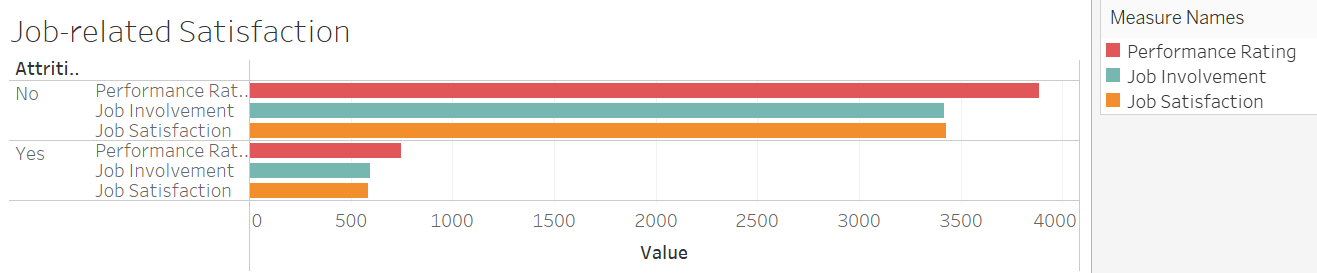 Job-related Satisfaction
Attriti..
No
Performance Rat..
Job Involvement
Job Satisfaction
Yes
Performance Rat..
Job Involvement
Job Satisfaction
0 500 1000 1500 2000 2500 3000 3500 4000
Value
Measure Names
Performance Rating
Job Involvement
Job Satisfaction